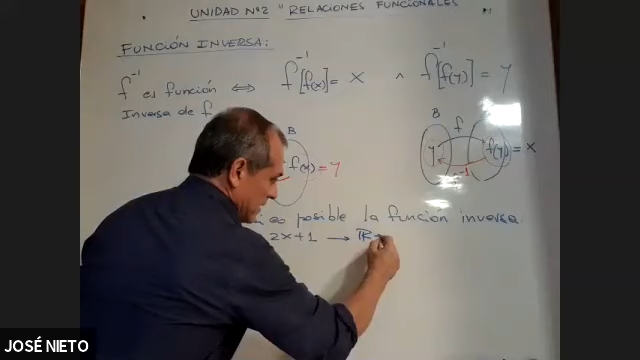 UNIDAD Nº2 "RELACIONES FUNCIONALES
FUNCIÓN INVERSA:
f⁻¹ es función ⟺ f⁻¹[f(x)] = x ∧ f⁻¹[f(y)] = y
Inversa de f
B
f(x) = y
B f
y f(y) = x
-1
es posible la función inversa.
2x+1 → ℝ
JOSÉ NIETO